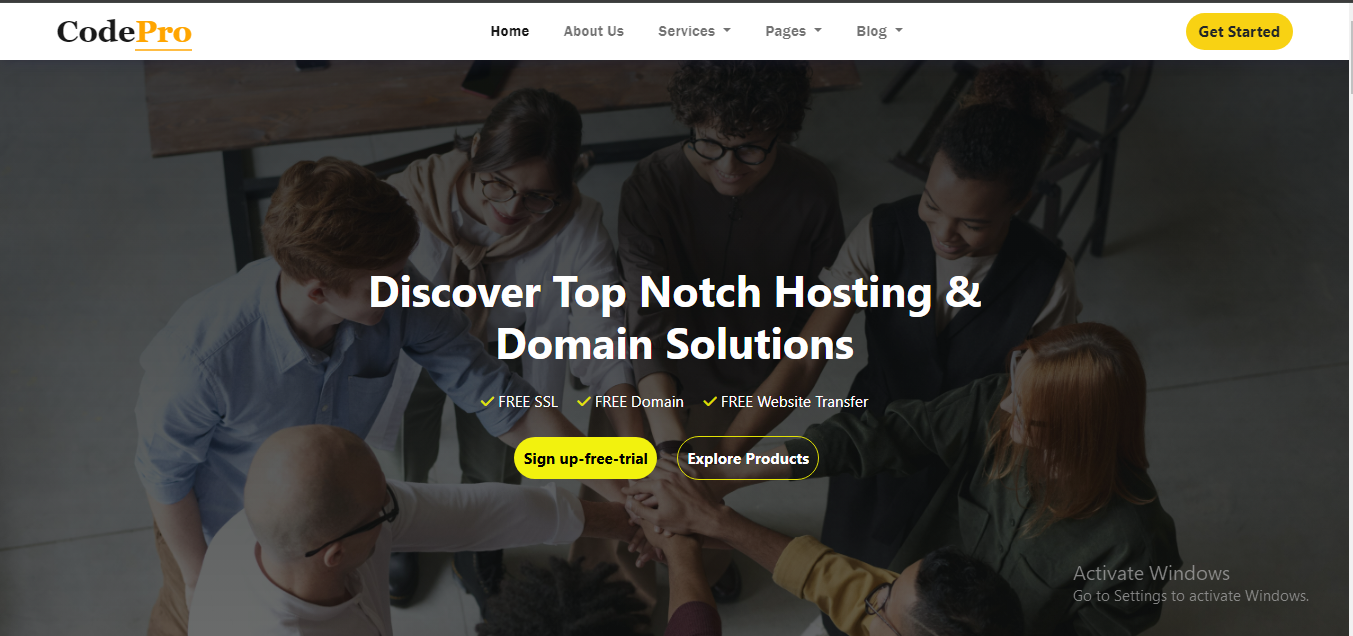 CodePro
Home
About Us
Services
Pages
Blog
Get Started
Discover Top Notch Hosting &
Domain Solutions
FREE SSL
FREE Domain
FREE Website Transfer
Sign up-free-trial
Explore Products
Activate Windows
Go to Settings to activate Windows.